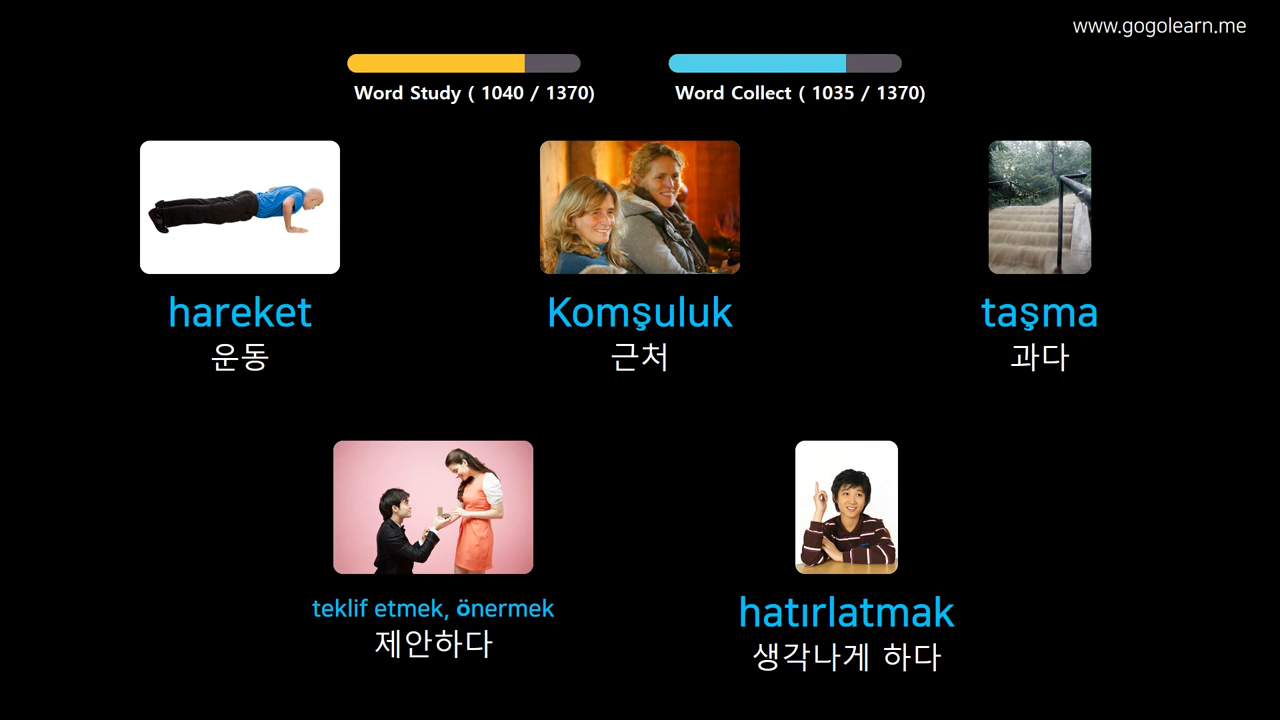 www.gogolearn.me
Word Study ( 1040 / 1370)
Word Collect ( 1035 / 1370)
hareket
운동
Komşuluk
근처
taşma
과다
teklif etmek, önermek
제안하다
hatırlatmak
생각나게 하다